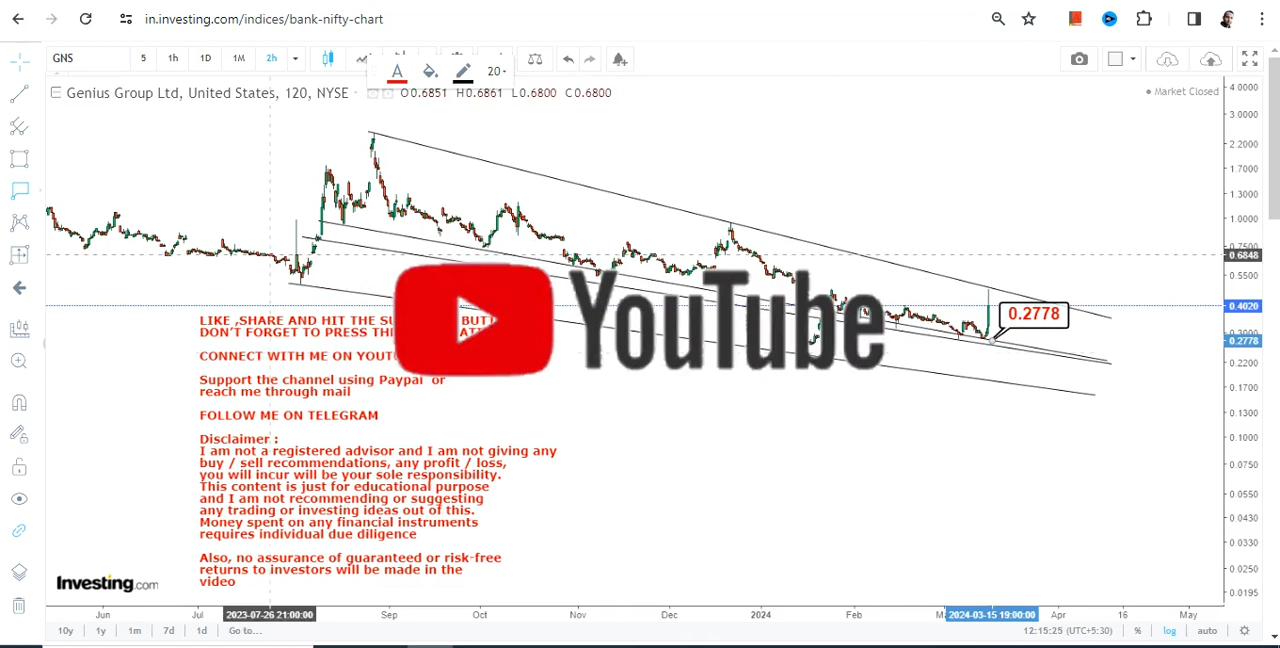 in.investing.com/indices/bank-nifty-chart
GNS 5 1h 1D 1M 2h
A 20
Genius Group Ltd, United States, 120, NYSE
O0.6851 H0.6861 L0.6800 C0.6800
Market Closed
4.0000
3.0000
2.2000
1.7000
1.3000
1.0000
0.6848
0.5500
0.4020
0.2778
0.2200
0.1700
0.1300
0.1000
0.0750
0.0550
0.0430
0.0330
0.0250
0.0195
0.2778
YouTube
LIKE ,SHARE AND HIT THE SU
DON'T FORGET TO PRESS
CONNECT WITH ME ON
Support the channel using Paypal or
reach me through mail
FOLLOW ME ON TELEGRAM
Disclaimer :
I am not a registered advisor and I am not giving any
buy / sell recommendations, any profit / loss,
you will incur will be your sole responsibility.
This content is just for educational purpose
and I am not recommending or suggesting
any trading or investing ideas out of this.
Money spent on any financial instruments
requires individual due diligence
Also, no assurance of guaranteed or risk-free
returns to investors will be made in the
video
Investing.com
Jun Jul 2023-07-26 21:00:00 Sep Oct Nov Dec 2024 Feb 2024-03-15 19:00:00 Apr 16 May
10y 1y 1m 7d 1d Go to... 12:15:25 (UTC+5:30) % log auto